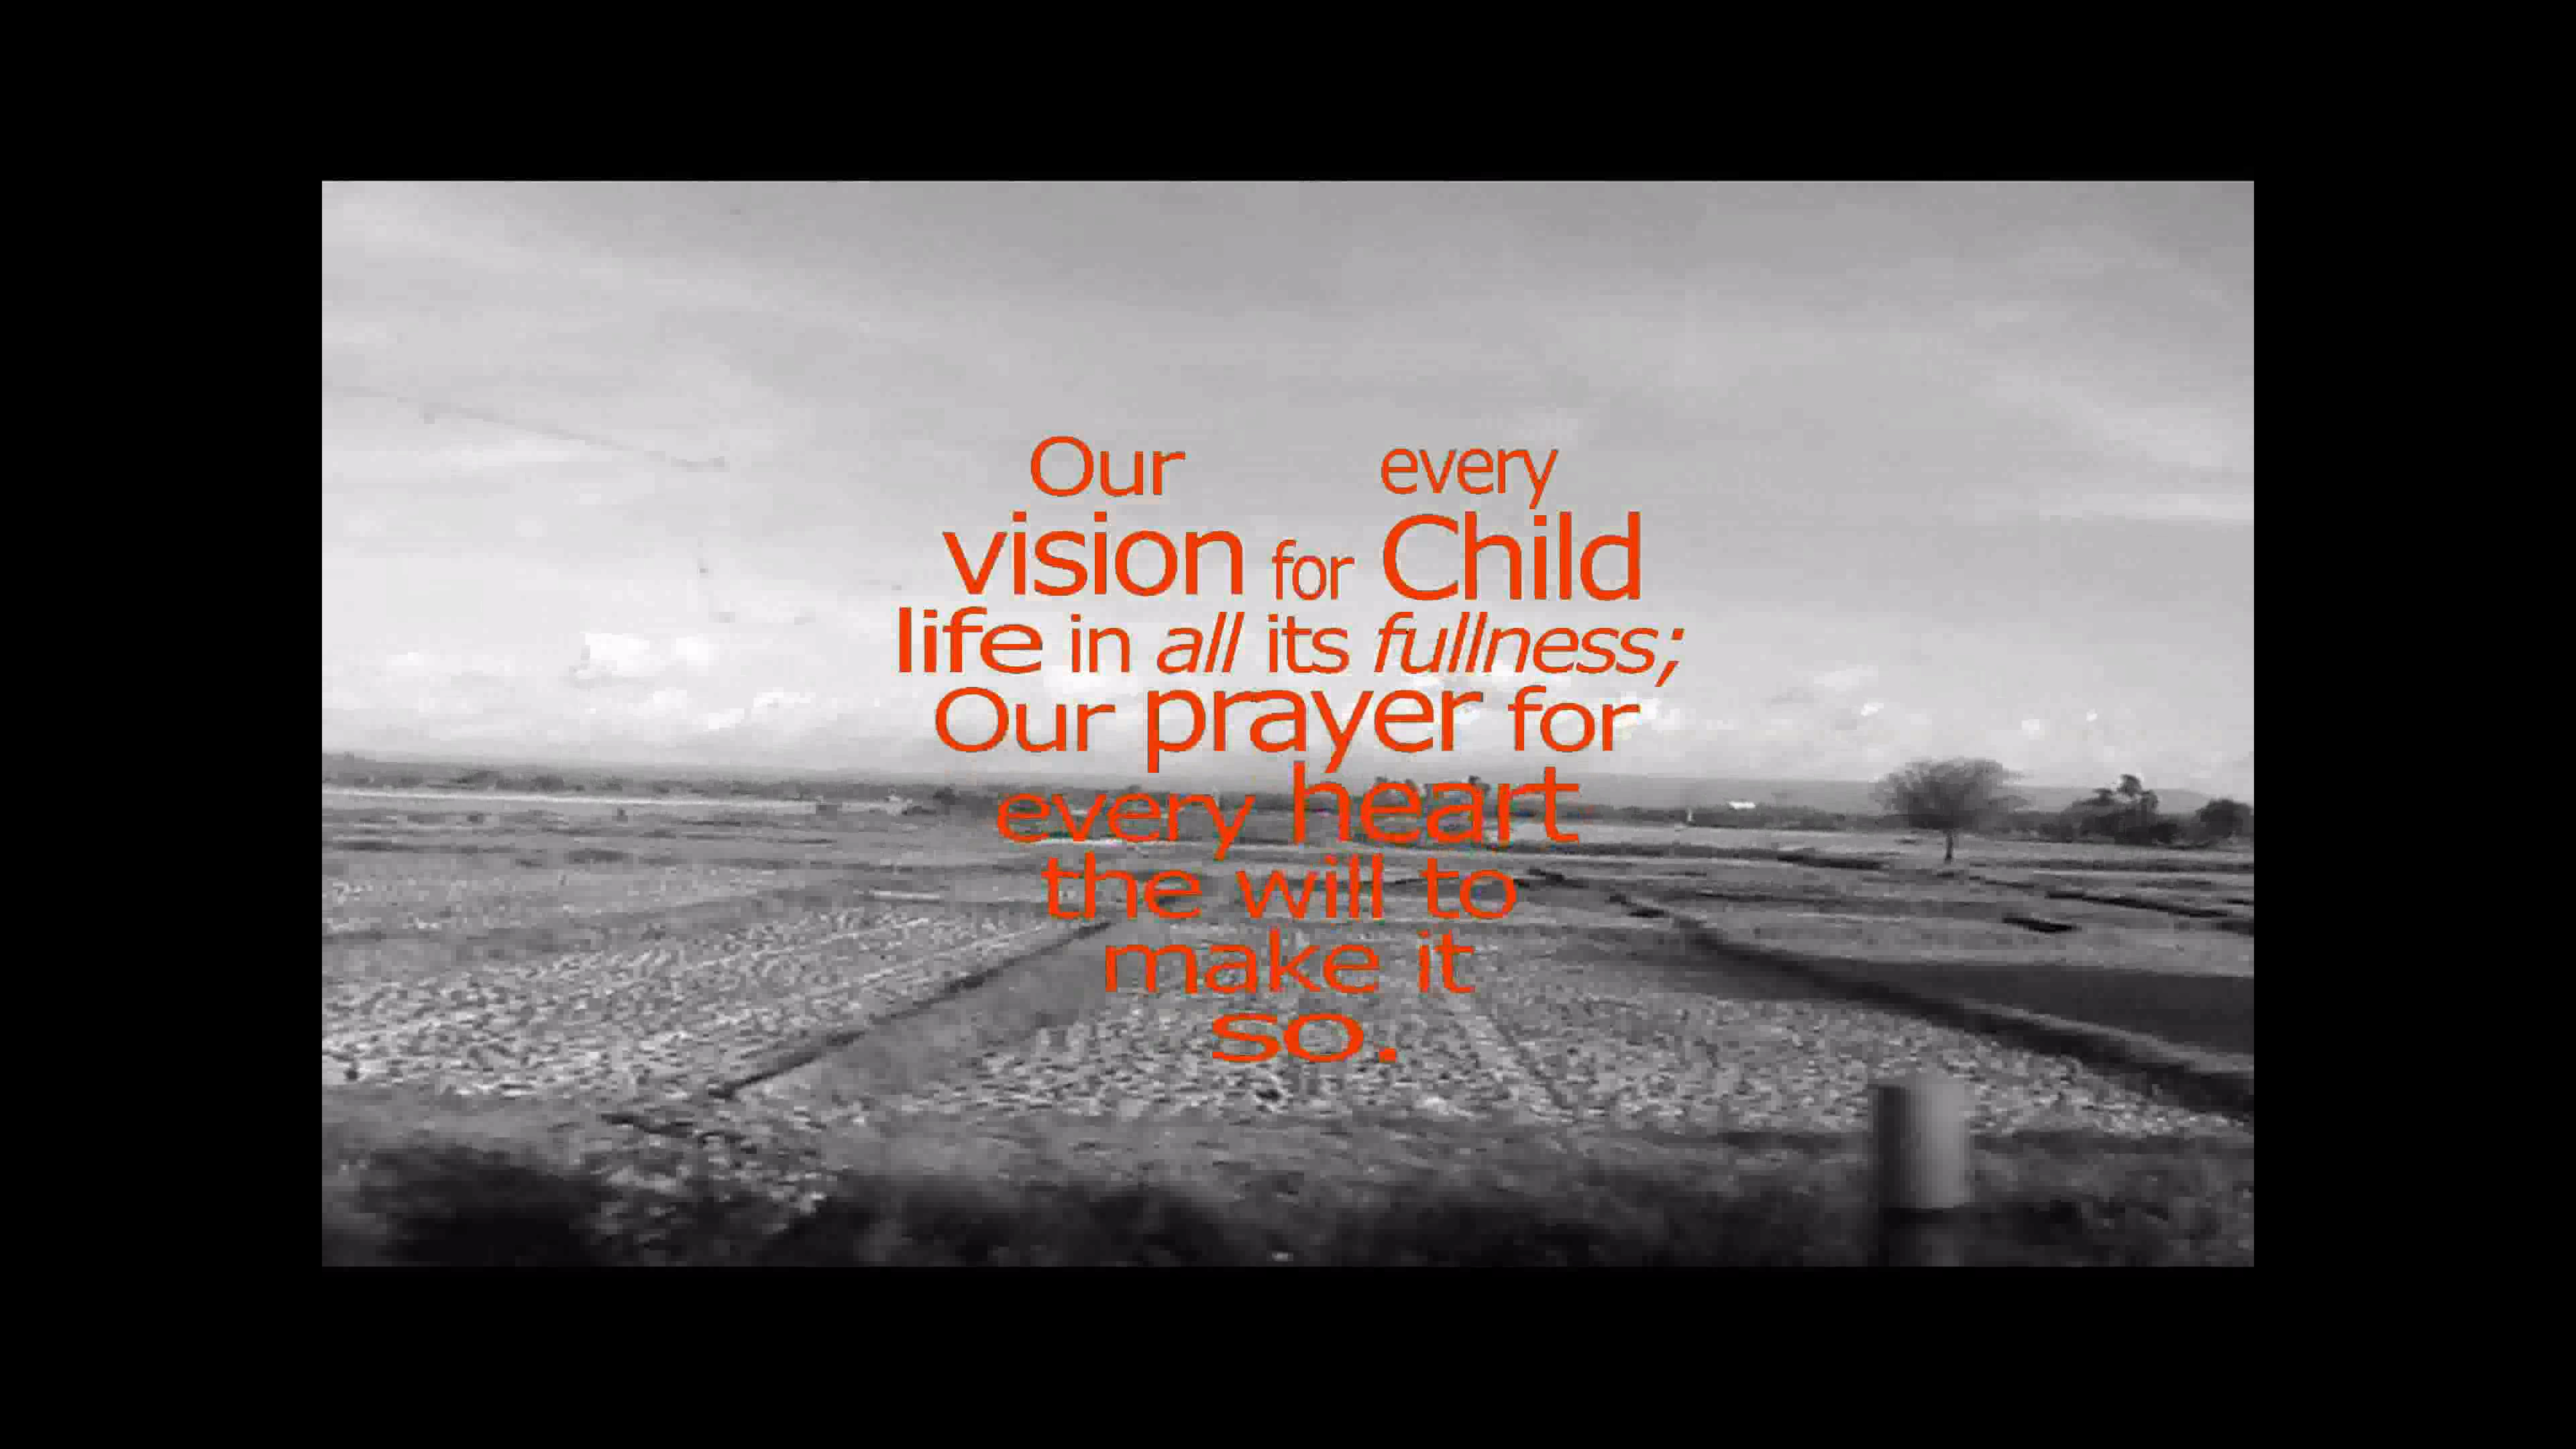 Our every
vision for Child
life in all its fullness;
Our prayer for
every heart
the will to
make it
so.